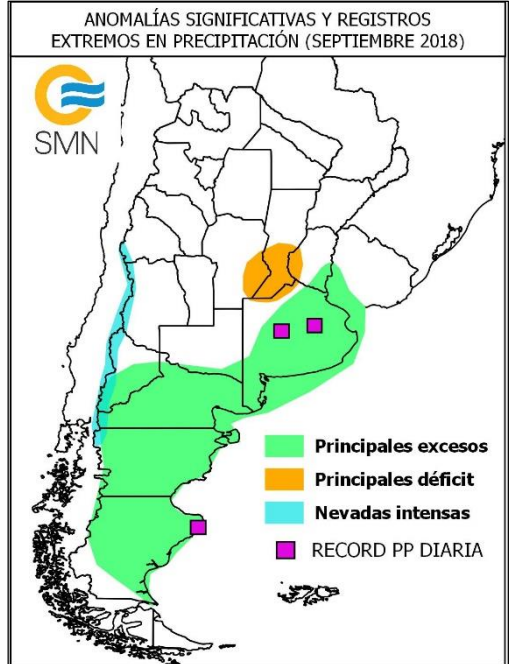 ANOMALÍAS SIGNIFICATIVAS Y REGISTROS
EXTREMOS EN PRECIPITACIÓN (SEPTIEMBRE 2018)
SMN
Principales excesos
Principales déficit
Nevadas intensas
RECORD PP DIARIA